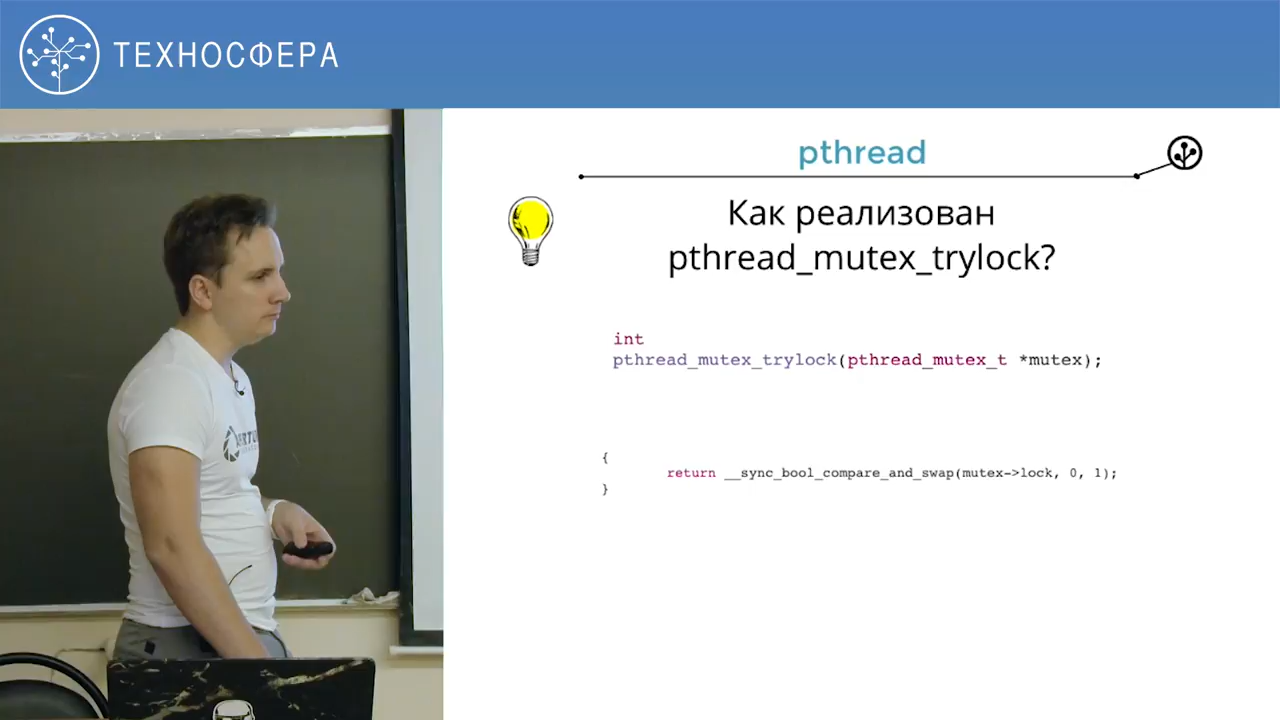 ТЕХНОСФЕРА
pthread
Как реализован
pthread_mutex_trylock?
int
pthread_mutex_trylock(pthread_mutex_t *mutex);
{
return __sync_bool_compare_and_swap(mutex->lock, 0, 1);
}